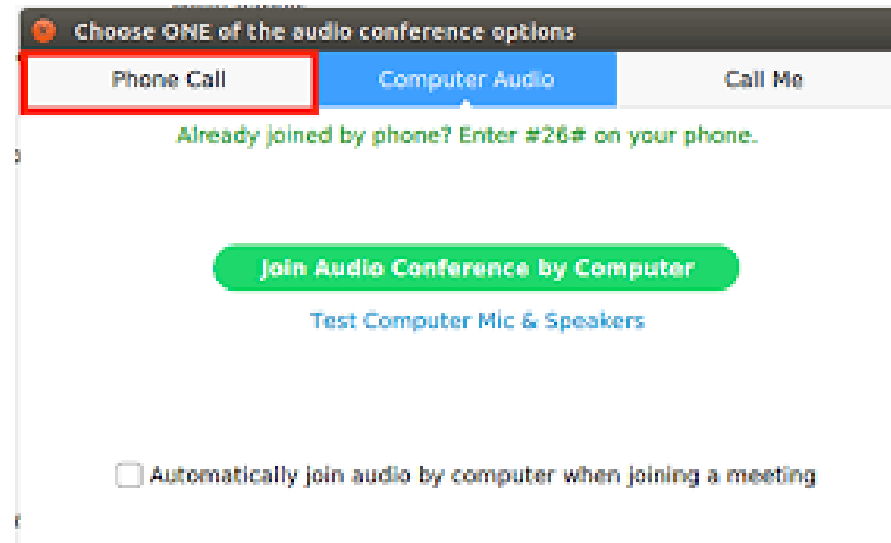 Choose ONE of the audio conference options
Phone Call Computer Audio Call Me
Already joined by phone? Enter #26# on your phone.
Join Audio Conference by Computer
Test Computer Mic & Speakers
Automatically join audio by computer when joining a meeting